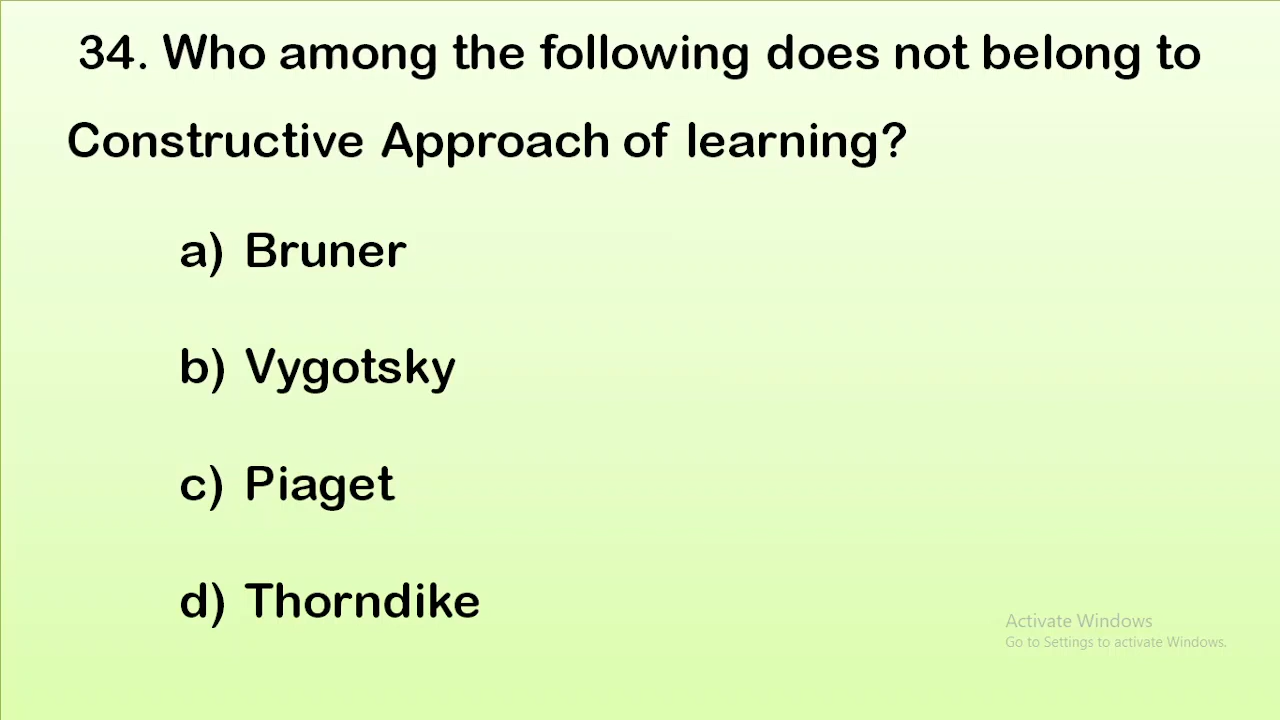 34. Who among the following does not belong to
Constructive Approach of learning?
a) Bruner
b) Vygotsky
c) Piaget
d) Thorndike
Activate Windows
Go to Settings to activate Windows.